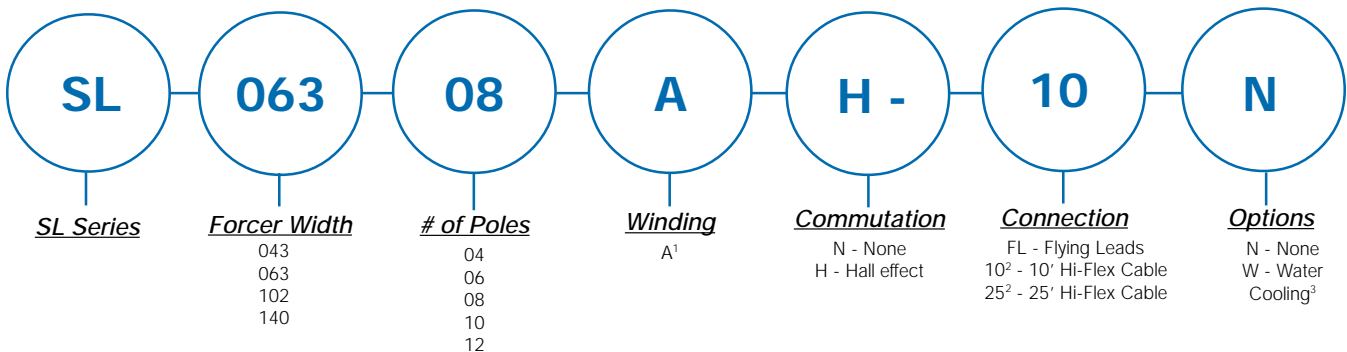 SL 063 08 A H - 10 N
SL Series
Forcer Width
043
063
102
140
# of Poles
04
06
08
10
12
Winding
A¹
Commutation
N - None
H - Hall effect
Connection
FL - Flying Leads
10² - 10’ Hi-Flex Cable
25² - 25’ Hi-Flex Cable
Options
N - None
W - Water
Cooling³